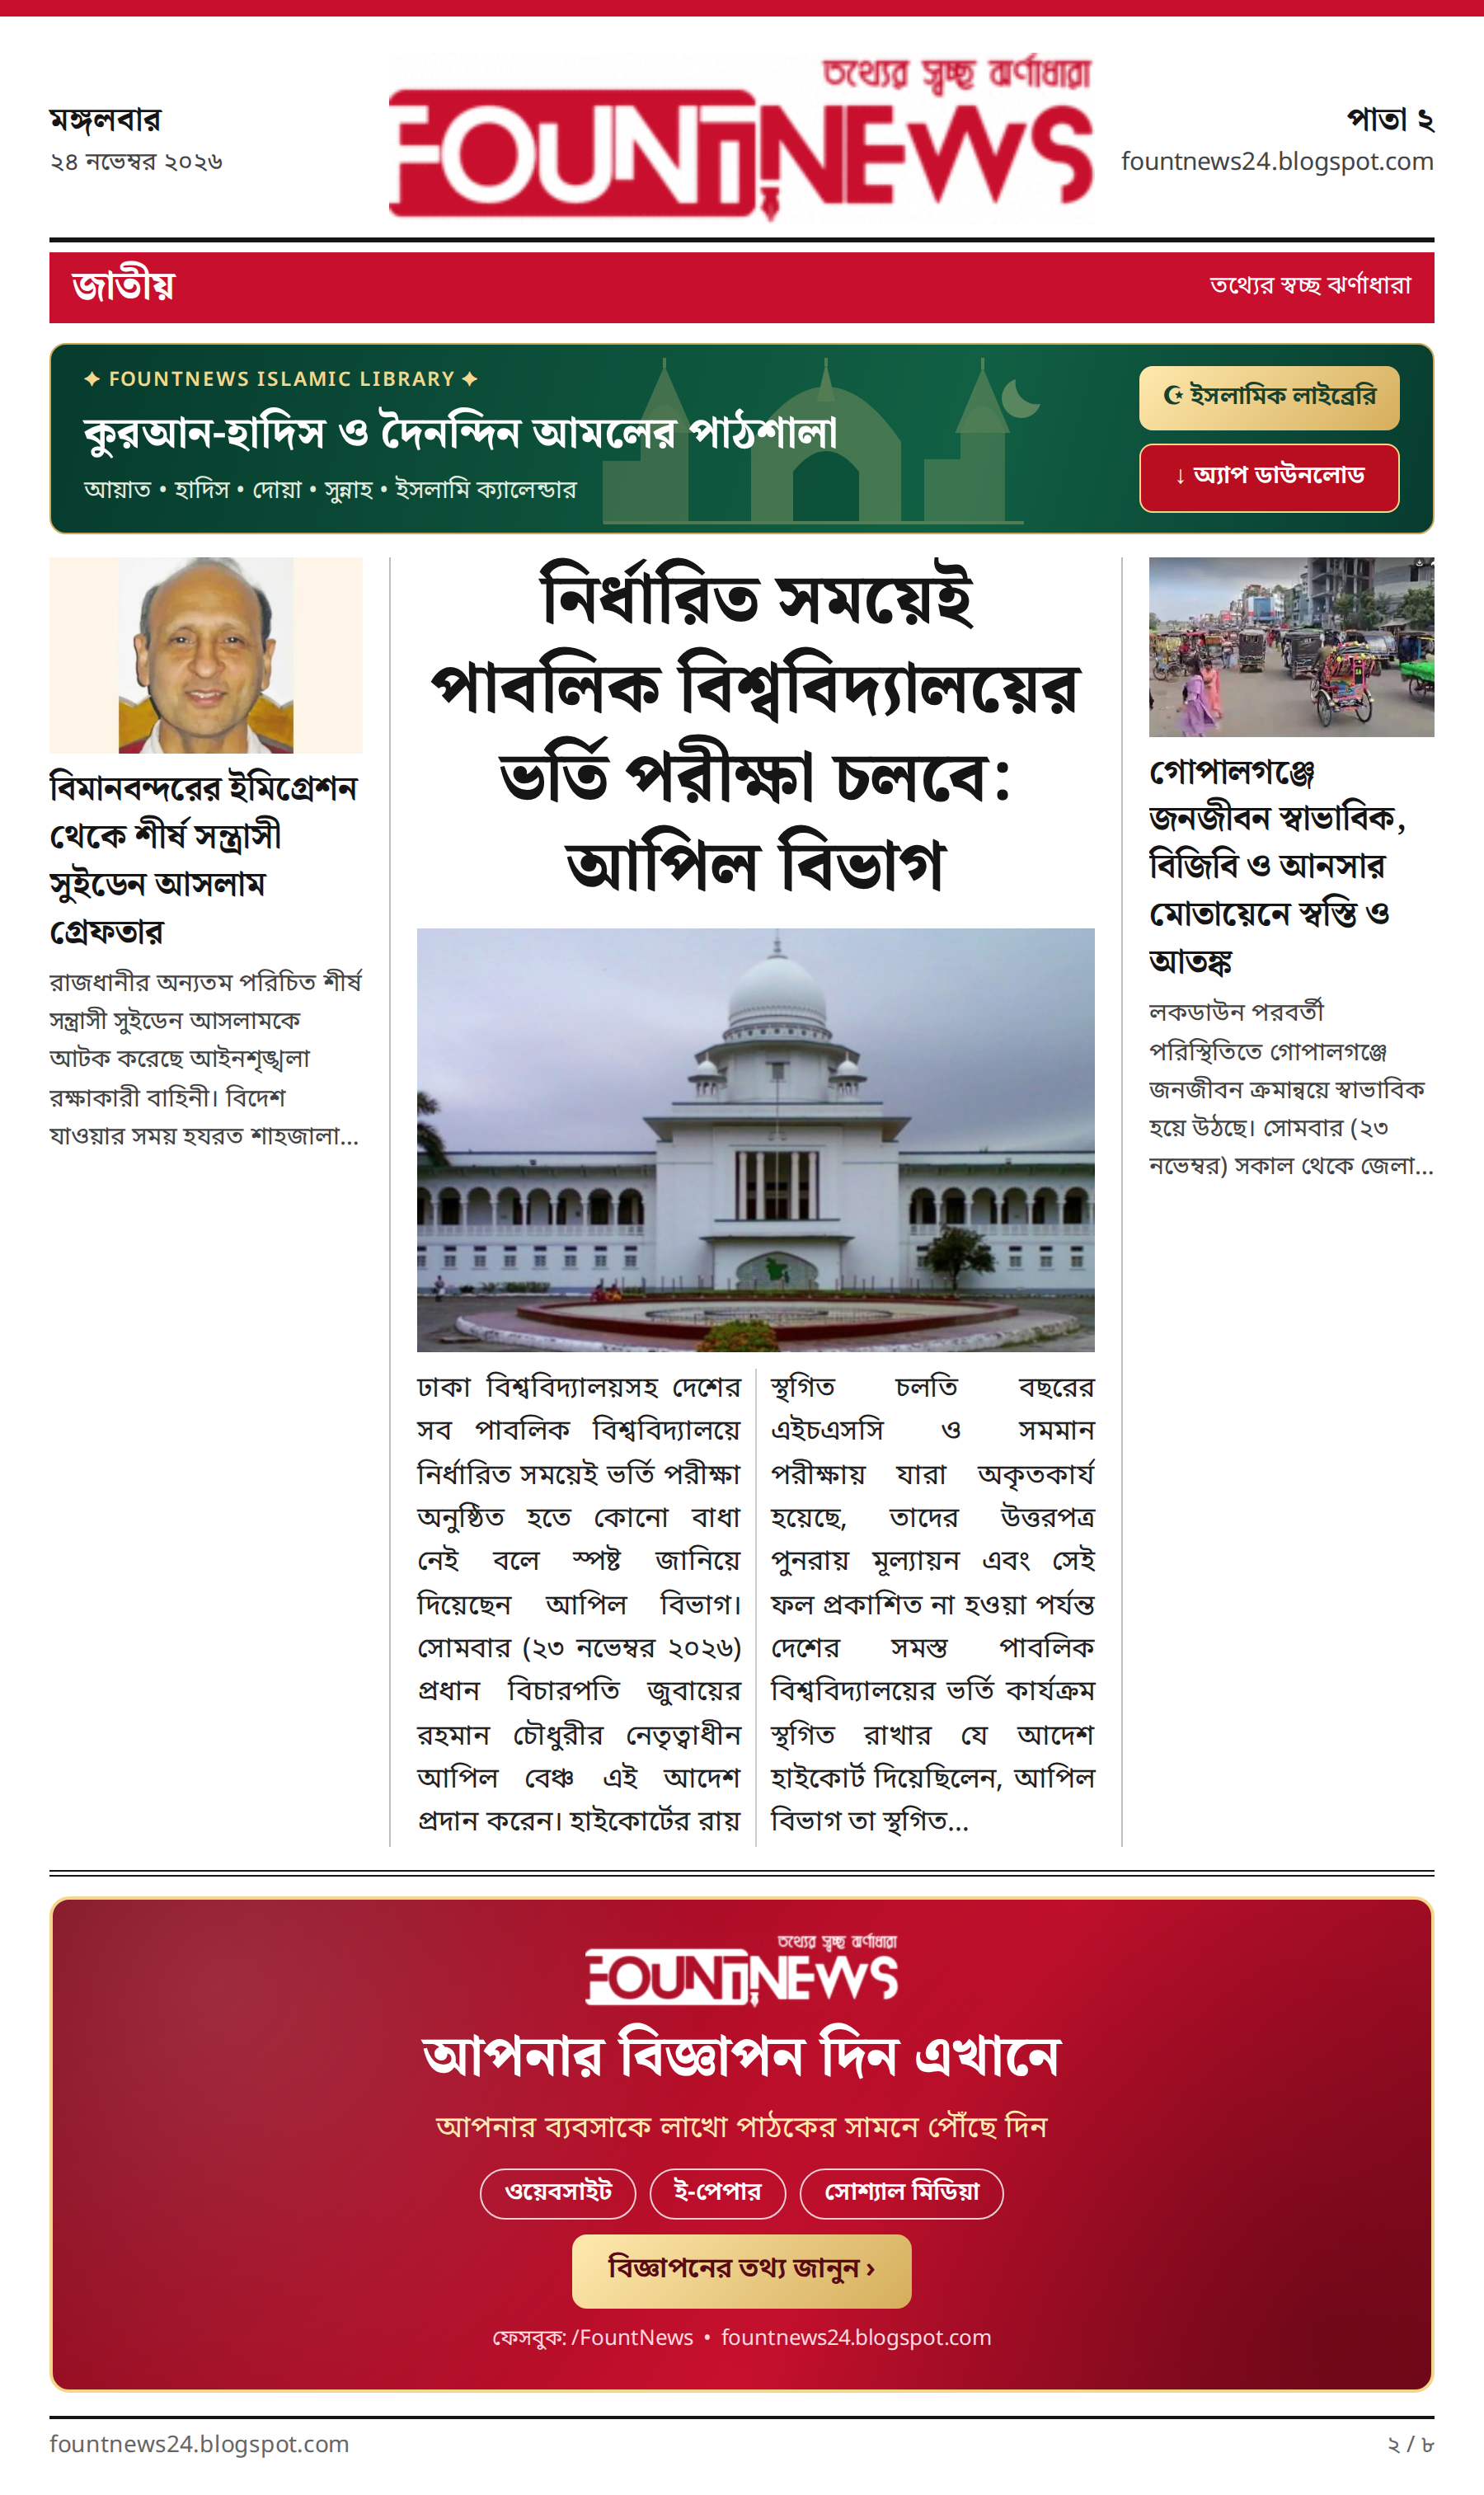 মঙ্গলবার
২৪ নভেম্বর ২০২৬
তথ্যের স্বচ্ছ ঝর্ণাধারা
FOUNTNEWS
পাতা ২
fountnews24.blogspot.com
জাতীয়
তথ্যের স্বচ্ছ ঝর্ণাধারা
✦ FOUNTNEWS ISLAMIC LIBRARY ✦
কুরআন-হাদিস ও দৈনন্দিন আমলের পাঠশালা
আয়াত • হাদিস • দোয়া • সুন্নাহ • ইসলামি ক্যালেন্ডার
☪ ইসলামিক লাইব্রেরি
↓ অ্যাপ ডাউনলোড
বিমানবন্দরের ইমিগ্রেশন
থেকে শীর্ষ সন্ত্রাসী
সুইডেন আসলাম
গ্রেফতার
রাজধানীর অন্যতম পরিচিত শীর্ষ
সন্ত্রাসী সুইডেন আসলামকে
আটক করেছে আইনশৃঙ্খলা
রক্ষাকারী বাহিনী। বিদেশ
যাওয়ার সময় হযরত শাহজালা...
নির্ধারিত সময়েই
পাবলিক বিশ্ববিদ্যালয়ের
ভর্তি পরীক্ষা চলবে:
আপিল বিভাগ
ঢাকা বিশ্ববিদ্যালয়সহ দেশের
সব পাবলিক বিশ্ববিদ্যালয়ে
নির্ধারিত সময়েই ভর্তি পরীক্ষা
অনুষ্ঠিত হতে কোনো বাধা
নেই বলে স্পষ্ট জানিয়ে
দিয়েছেন আপিল বিভাগ।
সোমবার (২৩ নভেম্বর ২০২৬)
প্রধান বিচারপতি জুবায়ের
রহমান চৌধুরীর নেতৃত্বাধীন
আপিল বেঞ্চ এই আদেশ
প্রদান করেন। হাইকোর্টের রায়
স্থগিত চলতি বছরের
এইচএসসি ও সমমান
পরীক্ষায় যারা অকৃতকার্য
হয়েছে, তাদের উত্তরপত্র
পুনরায় মূল্যায়ন এবং সেই
ফল প্রকাশিত না হওয়া পর্যন্ত
দেশের সমস্ত পাবলিক
বিশ্ববিদ্যালয়ের ভর্তি কার্যক্রম
স্থগিত রাখার যে আদেশ
হাইকোর্ট দিয়েছিলেন, আপিল
বিভাগ তা স্থগিত...
গোপালগঞ্জে
জনজীবন স্বাভাবিক,
বিজিবি ও আনসার
মোতায়েনে স্বস্তি ও
আতঙ্ক
লকডাউন পরবর্তী
পরিস্থিতিতে গোপালগঞ্জে
জনজীবন ক্রমান্বয়ে স্বাভাবিক
হয়ে উঠছে। সোমবার (২৩
নভেম্বর) সকাল থেকে জেলা...
তথ্যের স্বচ্ছ ঝর্ণাধারা
FOUNTNEWS
আপনার বিজ্ঞাপন দিন এখানে
আপনার ব্যবসাকে লাখো পাঠকের সামনে পৌঁছে দিন
ওয়েবসাইট
ই-পেপার
সোশ্যাল মিডিয়া
বিজ্ঞাপনের তথ্য জানুন ›
ফেসবুক: /FountNews • fountnews24.blogspot.com
fountnews24.blogspot.com
২ / ৮